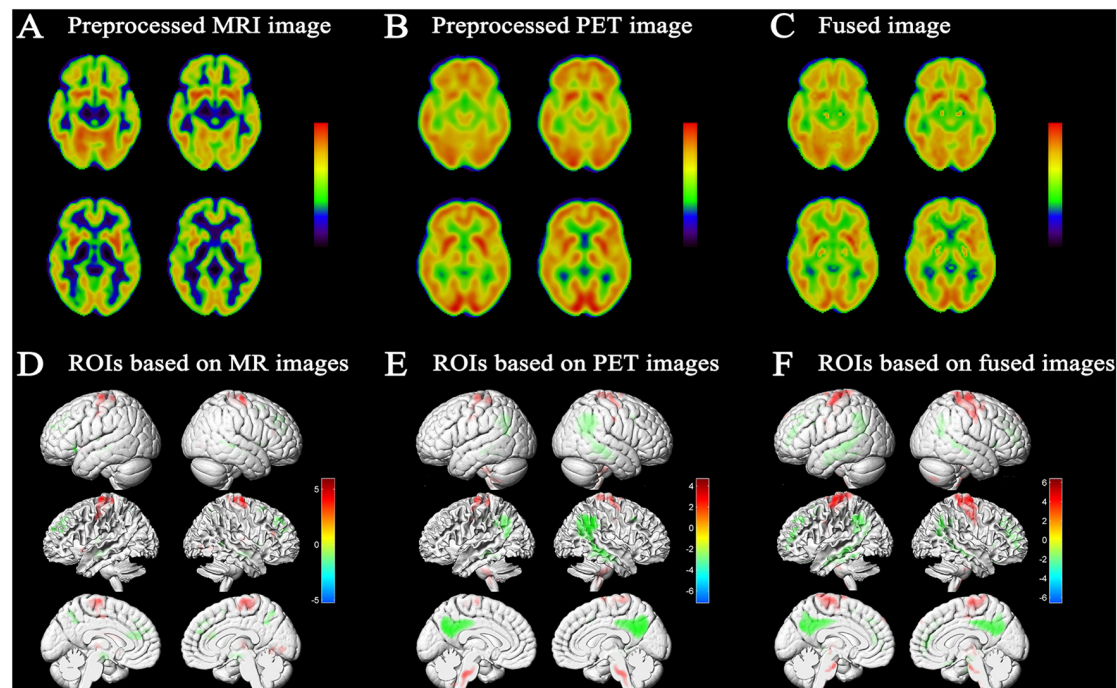 A Preprocessed MRI image
B Preprocessed PET image
C Fused image
D ROIs based on MR images
E ROIs based on PET images
F ROIs based on fused images
5
0
-5
4
2
0
-2
-4
-6
6
4
2
0
-2
-4
-6